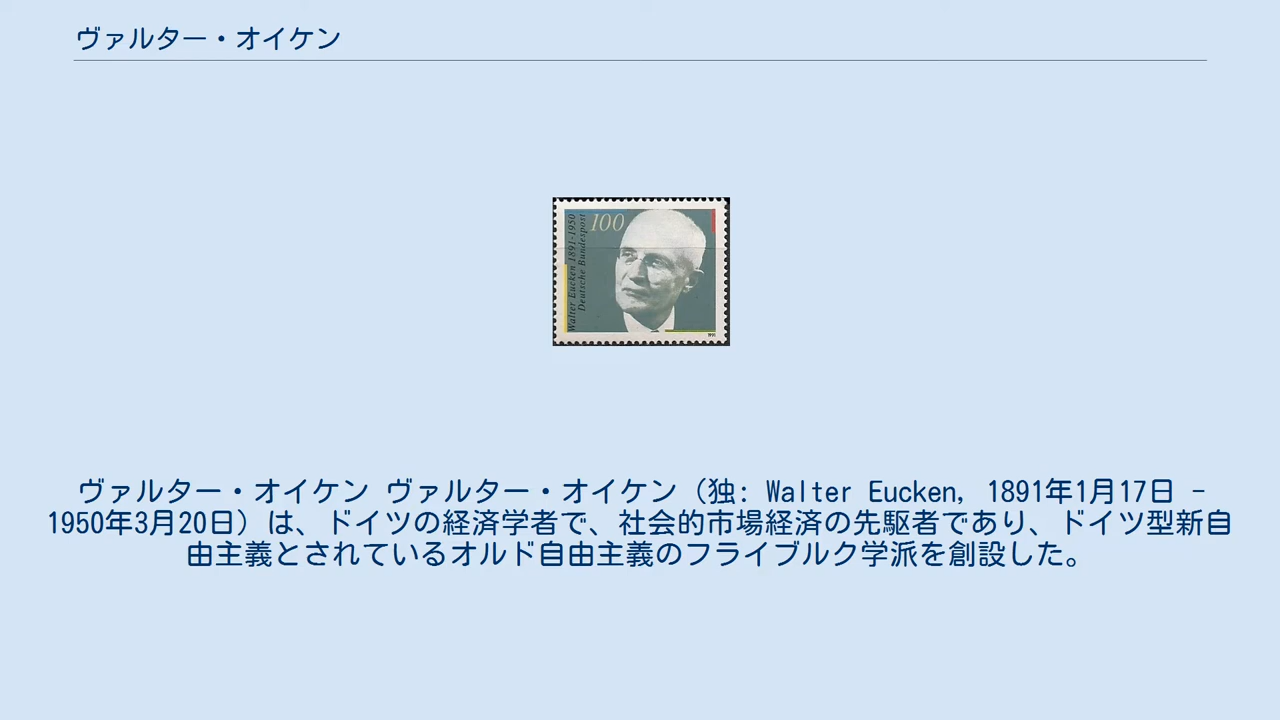 ヴァルター・オイケン
100
Walter Eucken 1891-1950
Deutsche Bundespost
ヴァルター・オイケン ヴァルター・オイケン（独: Walter Eucken, 1891年1月17日 –
1950年3月20日）は、ドイツの経済学者で、社会的市場経済の先駆者であり、ドイツ型新自
由主義とされているオルド自由主義のフライブルク学派を創設した。